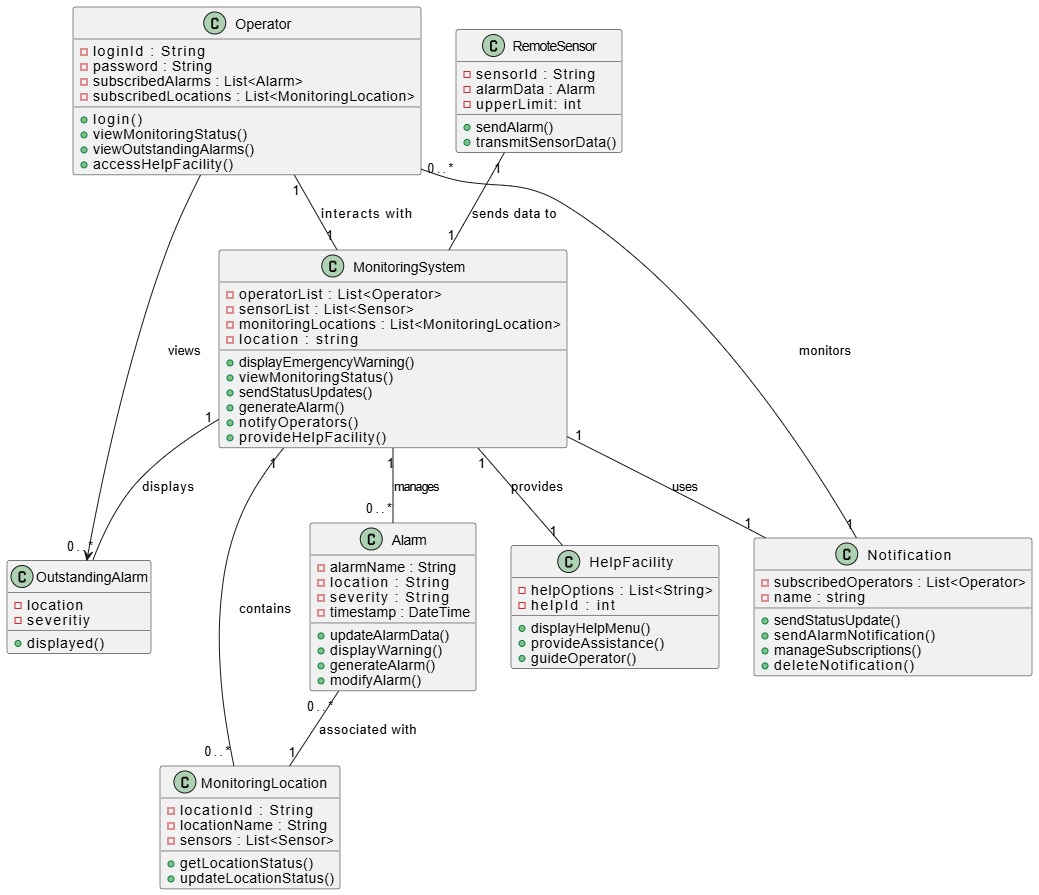 C Operator
loginId : String
password : String
subscribedAlarms : List<Alarm>
subscribedLocations : List<MonitoringLocation>
login()
viewMonitoringStatus()
viewOutstandingAlarms()
accessHelpFacility()
C RemoteSensor
sensorId : String
alarmData : Alarm
upperLimit: int
sendAlarm()
transmitSensorData()
0..*
1
1
interacts with
sends data to
1
1
C MonitoringSystem
operatorList : List<Operator>
sensorList : List<Sensor>
monitoringLocations : List<MonitoringLocation>
location : string
displayEmergencyWarning()
viewMonitoringStatus()
sendStatusUpdates()
generateAlarm()
notifyOperators()
provideHelpFacility()
views
monitors
1
1
1
1
1
displays
manages
provides
uses
0..*
0..*
1
1
1
C OutstandingAlarm
location
severitiy
displayed()
C Alarm
alarmName : String
location : String
severity : String
timestamp : DateTime
updateAlarmData()
displayWarning()
generateAlarm()
modifyAlarm()
C HelpFacility
helpOptions : List<String>
helpId : int
displayHelpMenu()
provideAssistance()
guideOperator()
C Notification
subscribedOperators : List<Operator>
name : string
sendStatusUpdate()
sendAlarmNotification()
manageSubscriptions()
deleteNotification()
contains
0..*
associated with
0..*
1
C MonitoringLocation
locationId : String
locationName : String
sensors : List<Sensor>
getLocationStatus()
updateLocationStatus()